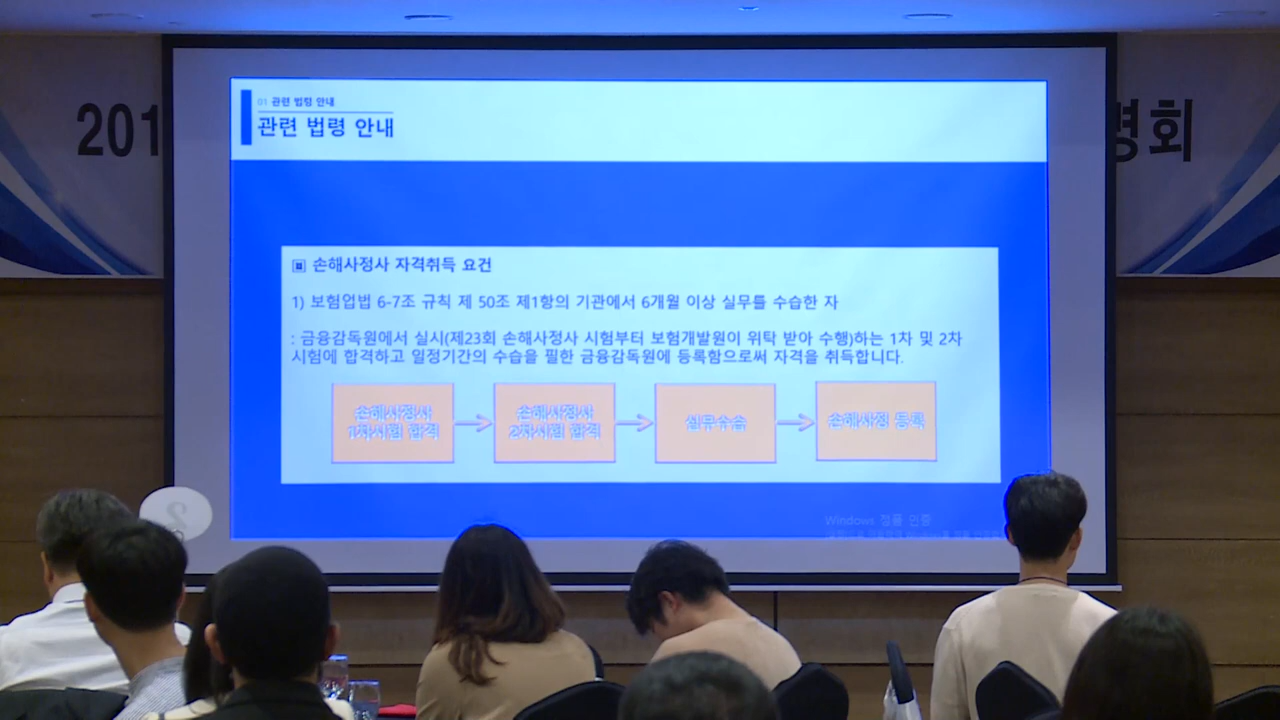 201
명회
01 관련 법령 안내
관련 법령 안내
▣ 손해사정사 자격취득 요건
1) 보험업법 6-7조 규칙 제 50조 제1항의 기관에서 6개월 이상 실무를 수습한 자
: 금융감독원에서 실시(제23회 손해사정사 시험부터 보험개발원이 위탁 받아 수행)하는 1차 및 2차
시험에 합격하고 일정기간의 수습을 필한 금융감독원에 등록함으로써 자격을 취득합니다.
손해사정사
1차시험 합격
손해사정사
2차시험 합격
실무수습
손해사정 등록
Windows 정품 인증
2